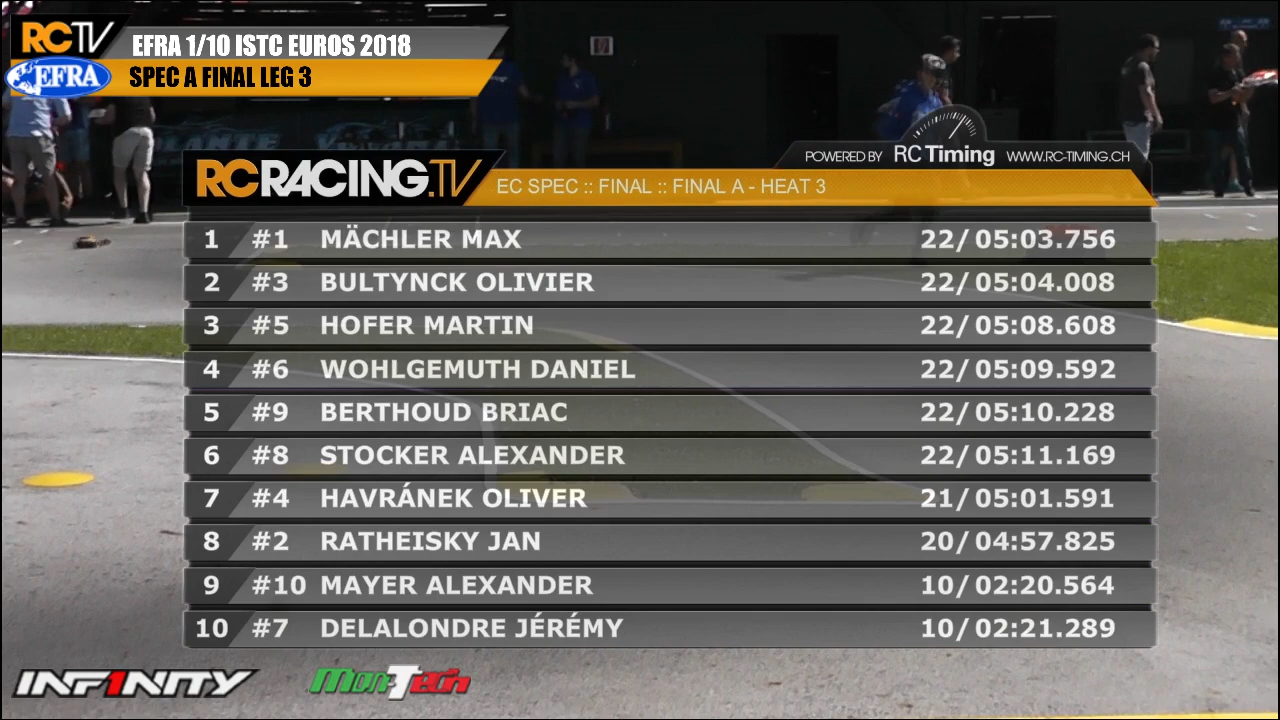 RCTV
EFRA 1/10 ISTC EUROS 2018
EFRA
SPEC A FINAL LEG 3
POWERED BY RC Timing WWW.RC-TIMING.CH
RCRACING.TV
EC SPEC :: FINAL :: FINAL A - HEAT 3
1 #1 MÄCHLER MAX 22/ 05:03.756
2 #3 BULTYNCK OLIVIER 22/ 05:04.008
3 #5 HOFER MARTIN 22/ 05:08.608
4 #6 WOHLGEMUTH DANIEL 22/ 05:09.592
5 #9 BERTHOUD BRIAC 22/ 05:10.228
6 #8 STOCKER ALEXANDER 22/ 05:11.169
7 #4 HAVRÁNEK OLIVER 21/ 05:01.591
8 #2 RATHEISKY JAN 20/ 04:57.825
9 #10 MAYER ALEXANDER 10/ 02:20.564
10 #7 DELALONDRE JÉRÉMY 10/ 02:21.289
INF1NITY MonTech